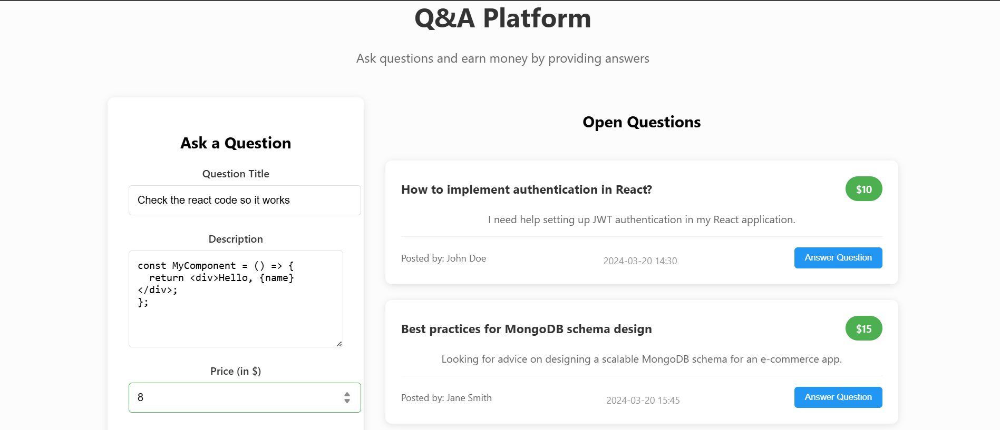 Q&A Platform
Ask questions and earn money by providing answers
Ask a Question
Question Title
Check the react code so it works
Description
const MyComponent = () => {
  return <div>Hello, {name}
</div>;
};
Price (in $)
8
Open Questions
How to implement authentication in React?
$10
I need help setting up JWT authentication in my React application.
Posted by: John Doe
2024-03-20 14:30
Answer Question
Best practices for MongoDB schema design
$15
Looking for advice on designing a scalable MongoDB schema for an e-commerce app.
Posted by: Jane Smith
2024-03-20 15:45
Answer Question